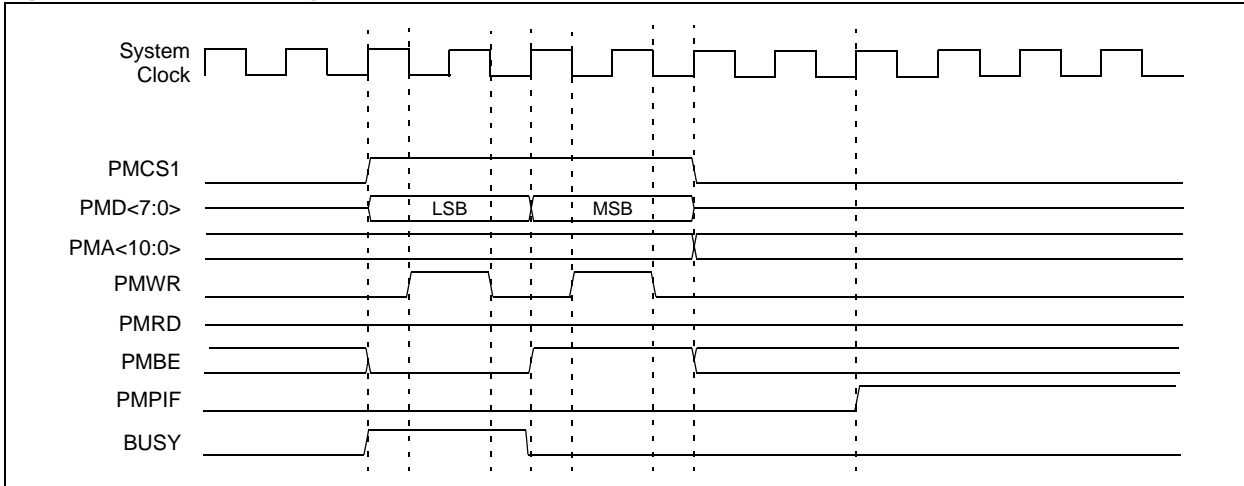 System
Clock
PMCS1
PMD<7:0>
LSB
MSB
PMA<10:0>
PMWR
PMRD
PMBE
PMPIF
BUSY